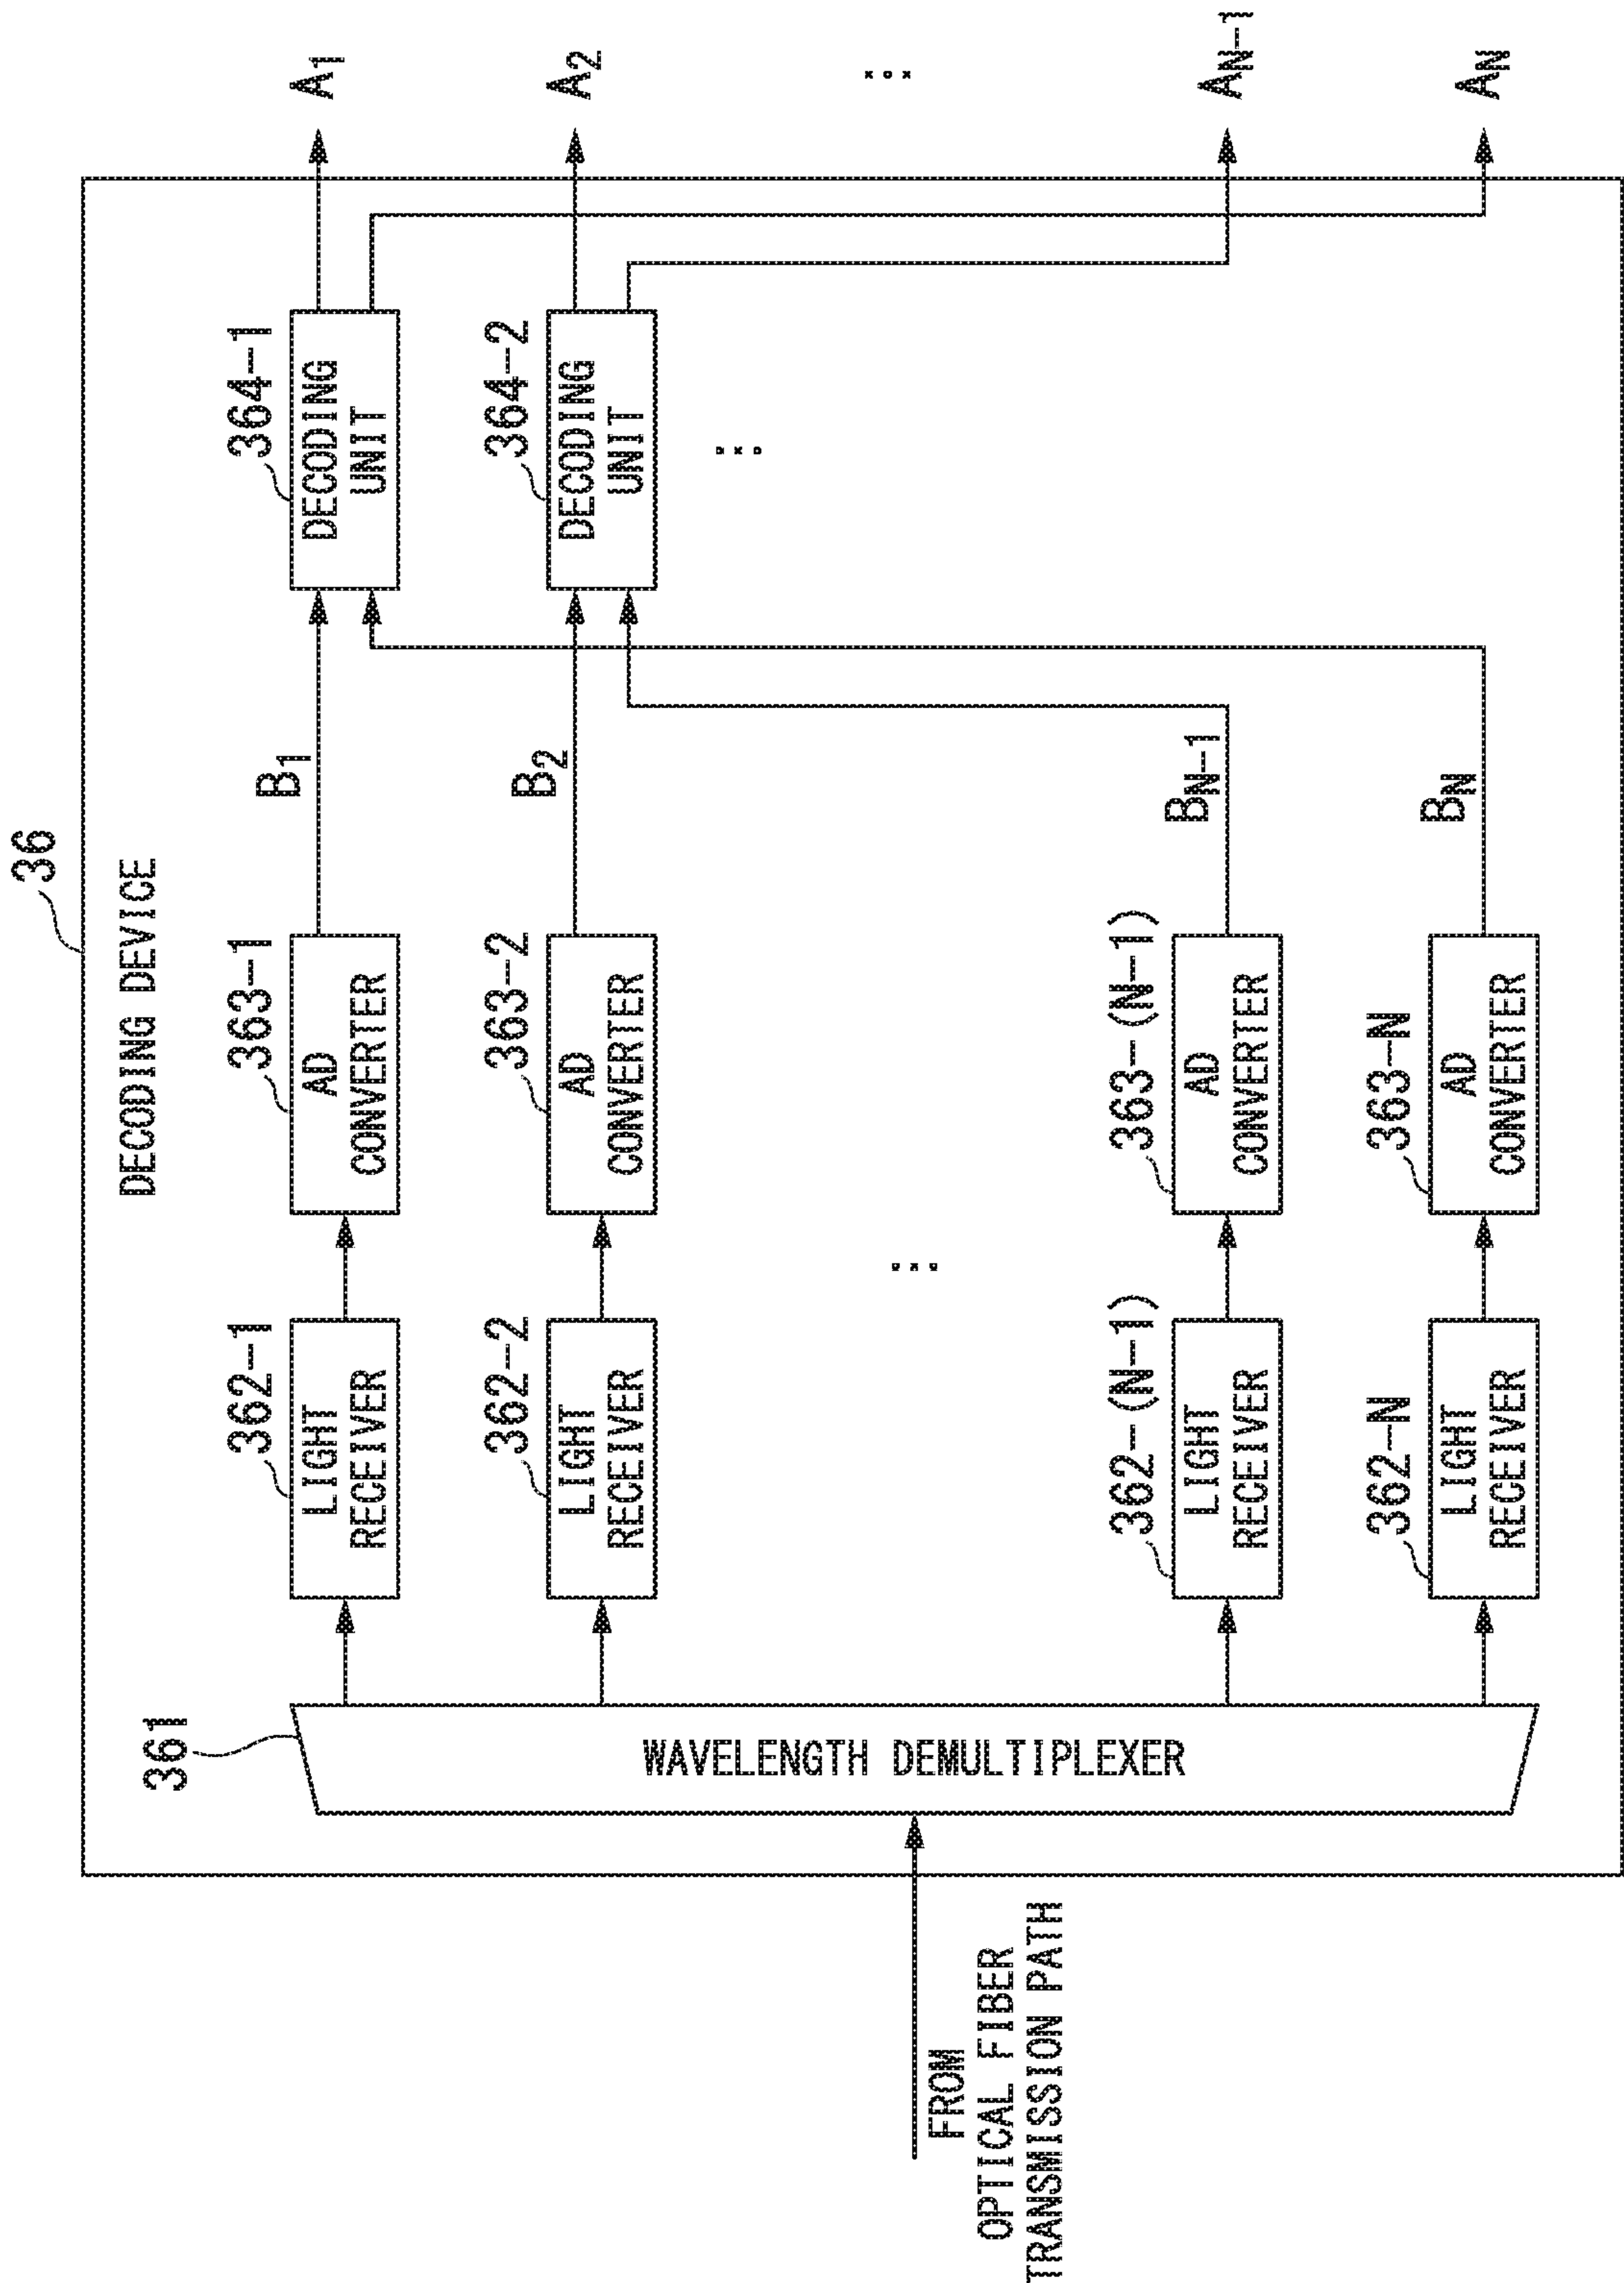 36
DECODING DEVICE
361
WAVELENGTH DEMULTIPLEXER
FROM
OPTICAL FIBER
TRANSMISSION PATH
362-1
LIGHT
RECEIVER
363-1
AD
CONVERTER
B1
364-1
DECODING
UNIT
A1
362-2
LIGHT
RECEIVER
363-2
AD
CONVERTER
B2
364-2
DECODING
UNIT
A2
...
...
...
362-(N-1)
LIGHT
RECEIVER
363-(N-1)
AD
CONVERTER
BN-1
AN-1
362-N
LIGHT
RECEIVER
363-N
AD
CONVERTER
BN
AN